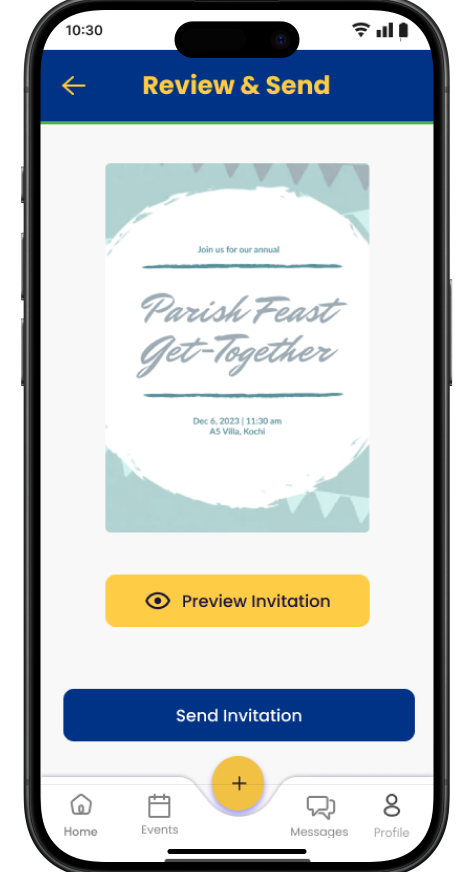 10:30
Review & Send
Join us for our annual
Parish Feast
Get-Together
Dec 6, 2023 | 11:30 am
A5 Villa, Kochi
Preview Invitation
Send Invitation
+
Home
Events
Messages
Profile